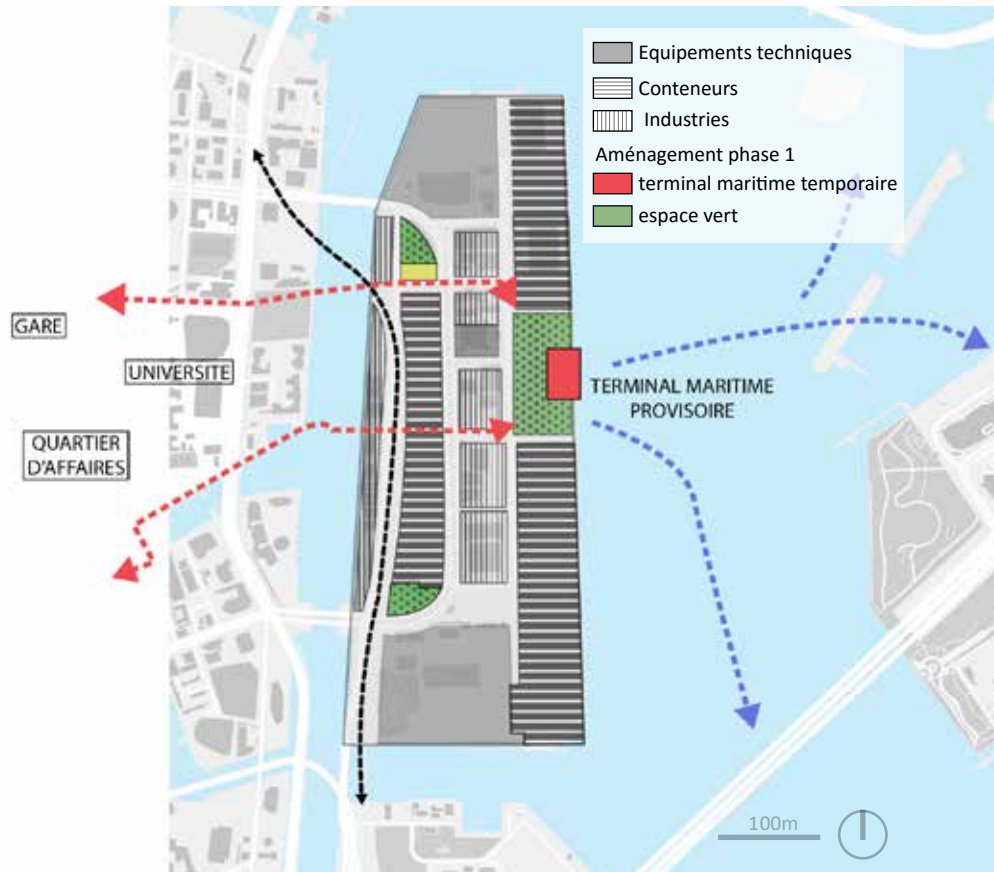 Equipements techniques
Conteneurs
Industries
Aménagement phase 1
terminal maritime temporaire
espace vert
GARE
UNIVERSITE
TERMINAL MARITIME
PROVISOIRE
QUARTIER
D'AFFAIRES
100m